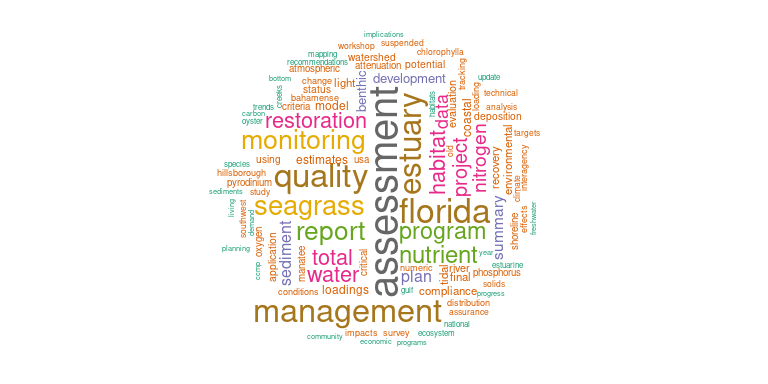 implications
workshop suspended
mapping chlorophylla
recommendations watershed
atmospheric attenuation potential
bottom change light benthic development tracking update
creeks status habitats evaluation loading technical
bahamense
trends criteria model assessment estuary data coastal analysis
carbon
oyster restoration deposition
monitoring habitat project nitrogen environmental targets
using estimates usa oid recovery interagency
species
hillsborough quality climate
pyrodinium
sediments study
living seagrass florida summary effects freshwater
southwest demand shoreline
report program
planning oxygen sediment nutrient year
total
ccmp application manatee critical numeric tidal river estuarine
water plan final phosphorus
conditions loadings gulf compliance solids
progress
management distribution
assurance
national
impacts survey ecosystem
community economic programs